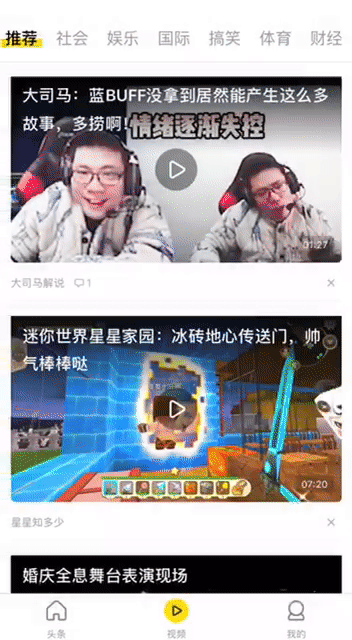 推荐 社会 娱乐 国际 搞笑 体育 财经
大司马：蓝BUFF没拿到居然能产生这么多
故事，多捞啊！
情绪逐渐失控
01:27
大司马解说 1
迷你世界星星家园：冰砖地心传送门，帅
气棒棒哒
07:20
星星知多少
婚庆全息舞台表演现场
头条 视频 我的